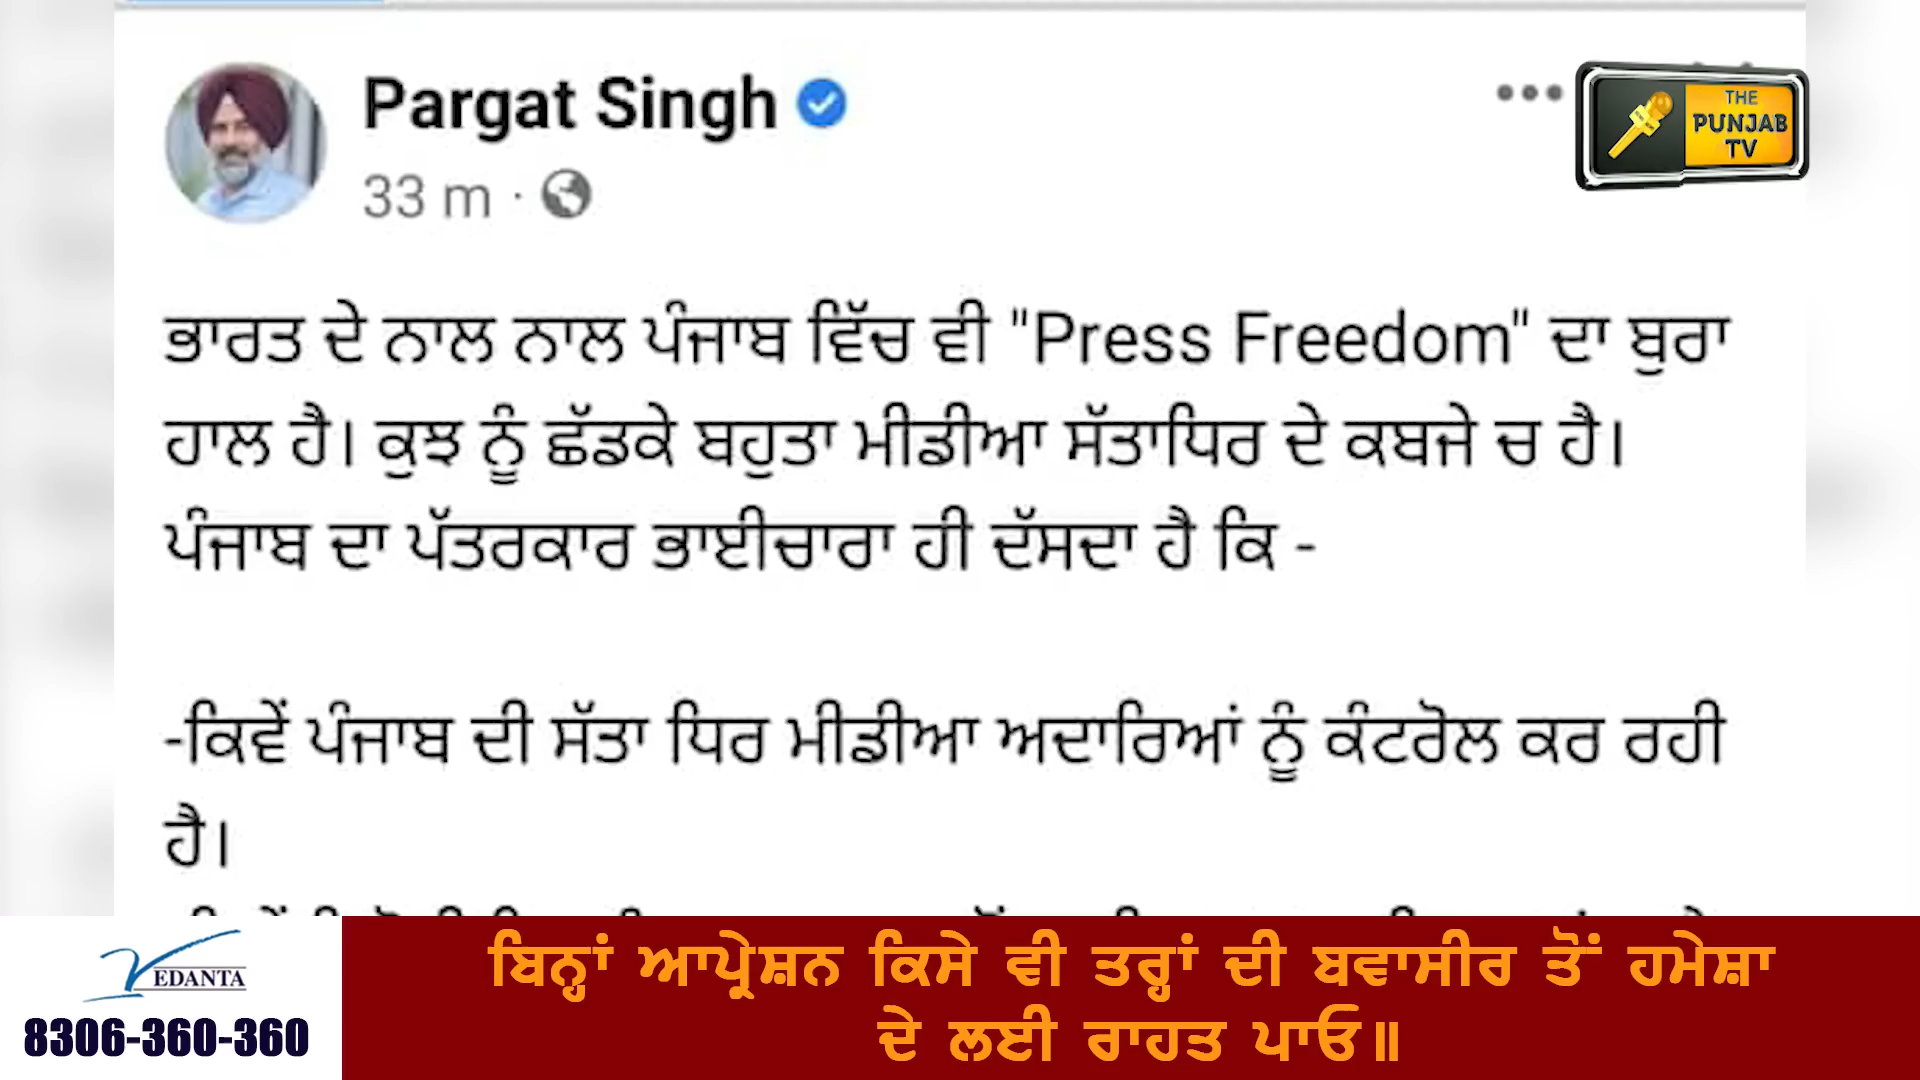 Pargat Singh
33 m ·
THE
PUNJAB
TV
ਭਾਰਤ ਦੇ ਨਾਲ ਨਾਲ ਪੰਜਾਬ ਵਿੱਚ ਵੀ "Press Freedom" ਦਾ ਬੁਰਾ
ਹਾਲ ਹੈ। ਕੁਝ ਨੂੰ ਛੱਡਕੇ ਬਹੁਤਾ ਮੀਡੀਆ ਸੱਤਾਧਿਰ ਦੇ ਕਬਜੇ ਚ ਹੈ।
ਪੰਜਾਬ ਦਾ ਪੱਤਰਕਾਰ ਭਾਈਚਾਰਾ ਹੀ ਦੱਸਦਾ ਹੈ ਕਿ -
-ਕਿਵੇਂ ਪੰਜਾਬ ਦੀ ਸੱਤਾ ਧਿਰ ਮੀਡੀਆ ਅਦਾਰਿਆਂ ਨੂੰ ਕੰਟਰੋਲ ਕਰ ਰਹੀ
ਹੈ।
VEDANTA
8306-360-360
ਬਿਨ੍ਹਾਂ ਆਪ੍ਰੇਸ਼ਨ ਕਿਸੇ ਵੀ ਤਰ੍ਹਾਂ ਦੀ ਬਵਾਸੀਰ ਤੋਂ ਹਮੇਸ਼ਾ
ਦੇ ਲਈ ਰਾਹਤ ਪਾਓ॥